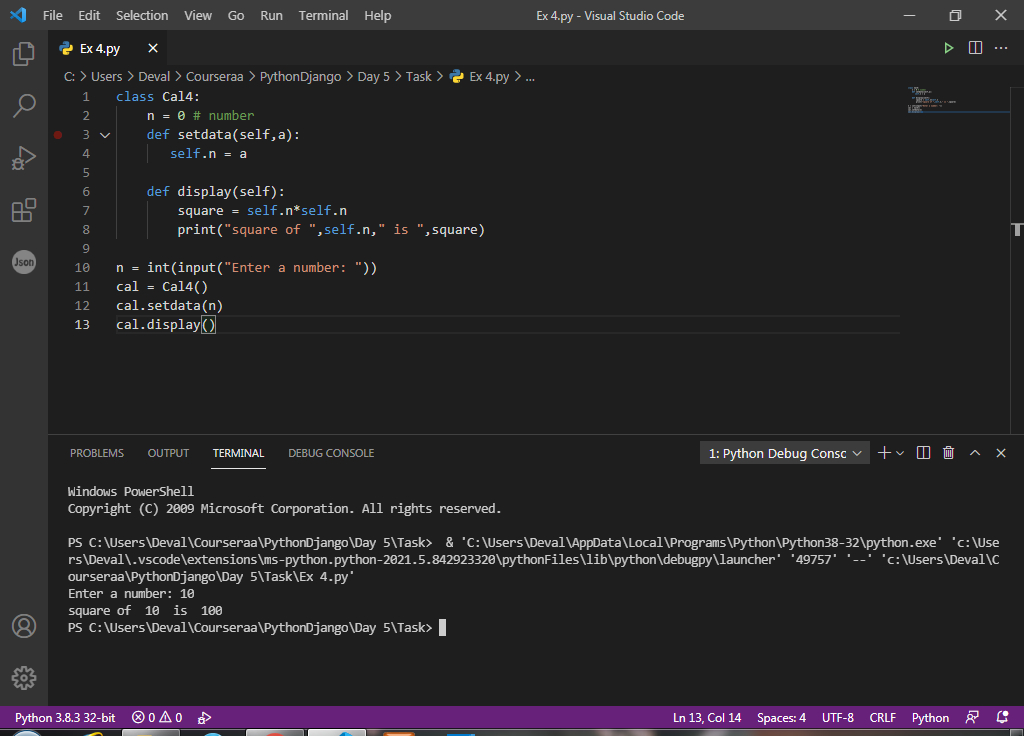 File Edit Selection View Go Run Terminal Help Ex 4.py - Visual Studio Code
Ex 4.py
C: > Users > Deval > Courseraa > PythonDjango > Day 5 > Task > Ex 4.py > ...
1 class Cal4:
2     n = 0 # number
3     def setdata(self,a):
4        self.n = a
5
6     def display(self):
7         square = self.n*self.n
8         print("square of ",self.n," is ",square)
9
10 n = int(input("Enter a number: "))
11 cal = Cal4()
12 cal.setdata(n)
13 cal.display()
Json
T
PROBLEMS OUTPUT TERMINAL DEBUG CONSOLE 1: Python Debug Consc
Windows PowerShell
Copyright (C) 2009 Microsoft Corporation. All rights reserved.
PS C:\Users\Deval\Courseraa\PythonDjango\Day 5\Task>  & 'C:\Users\Deval\AppData\Local\Programs\Python\Python38-32\python.exe' 'c:\Use
rs\Deval\.vscode\extensions\ms-python.python-2021.5.842923320\pythonFiles\lib\python\debugpy\launcher' '49757' '--' 'c:\Users\Deval\C
ourseraa\PythonDjango\Day 5\Task\Ex 4.py'
Enter a number: 10
square of  10  is  100
PS C:\Users\Deval\Courseraa\PythonDjango\Day 5\Task>
Python 3.8.3 32-bit 0 0 Ln 13, Col 14 Spaces: 4 UTF-8 CRLF Python